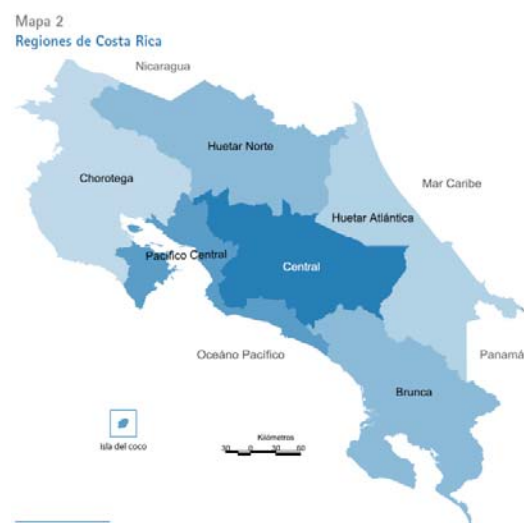 Mapa 2
Regiones de Costa Rica
Nicaragua
Huetar Norte
Chorotega
Mar Caribe
Huetar Atlántica
Pacífico Central
Central
Oceáno Pacífico
Panamá
Brunca
Isla del coco
Kilómetros
30 0 30 60